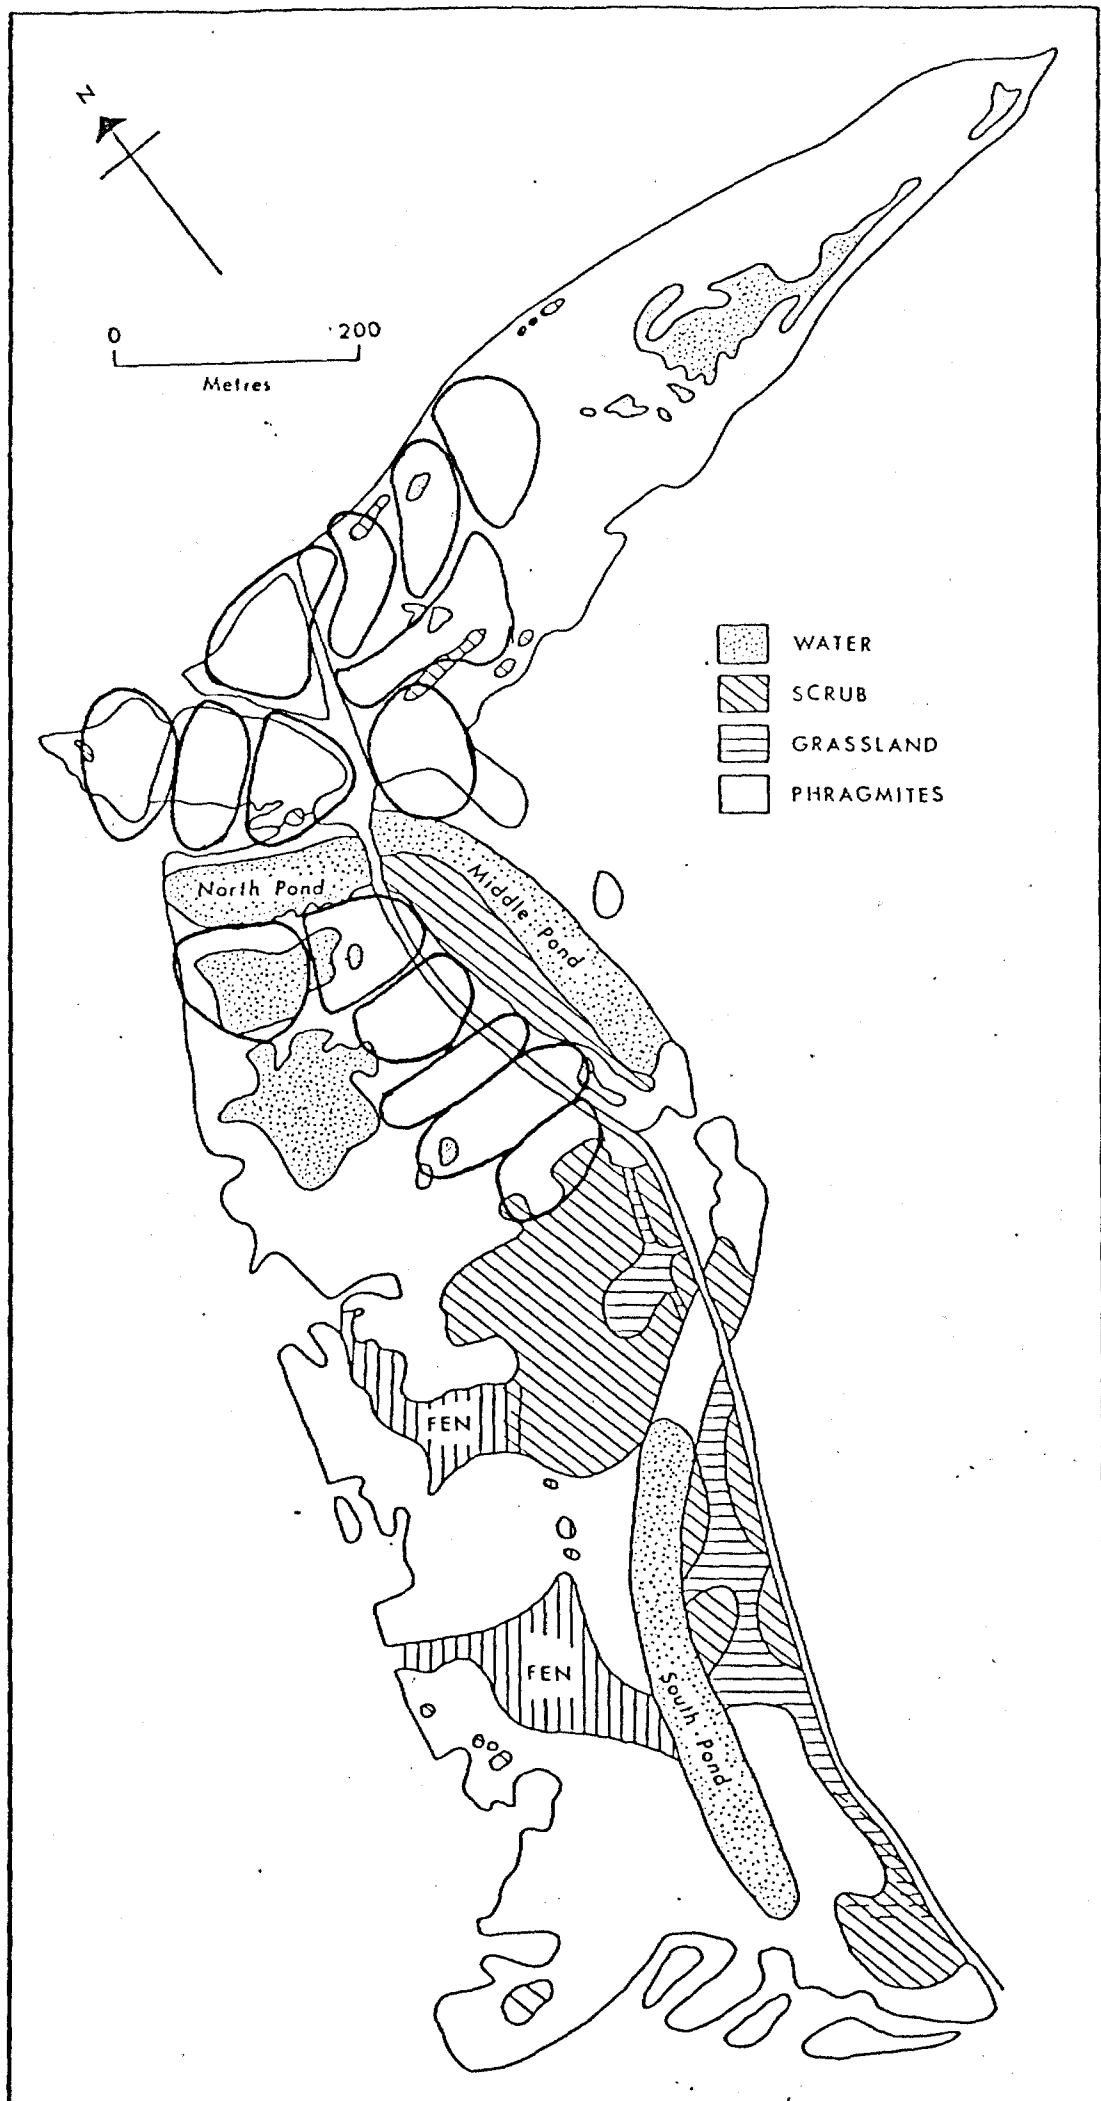 N
0 200
Metres
WATER
SCRUB
GRASSLAND
PHRAGMITES
North Pond
Middle Pond
FEN
FEN
South Pond